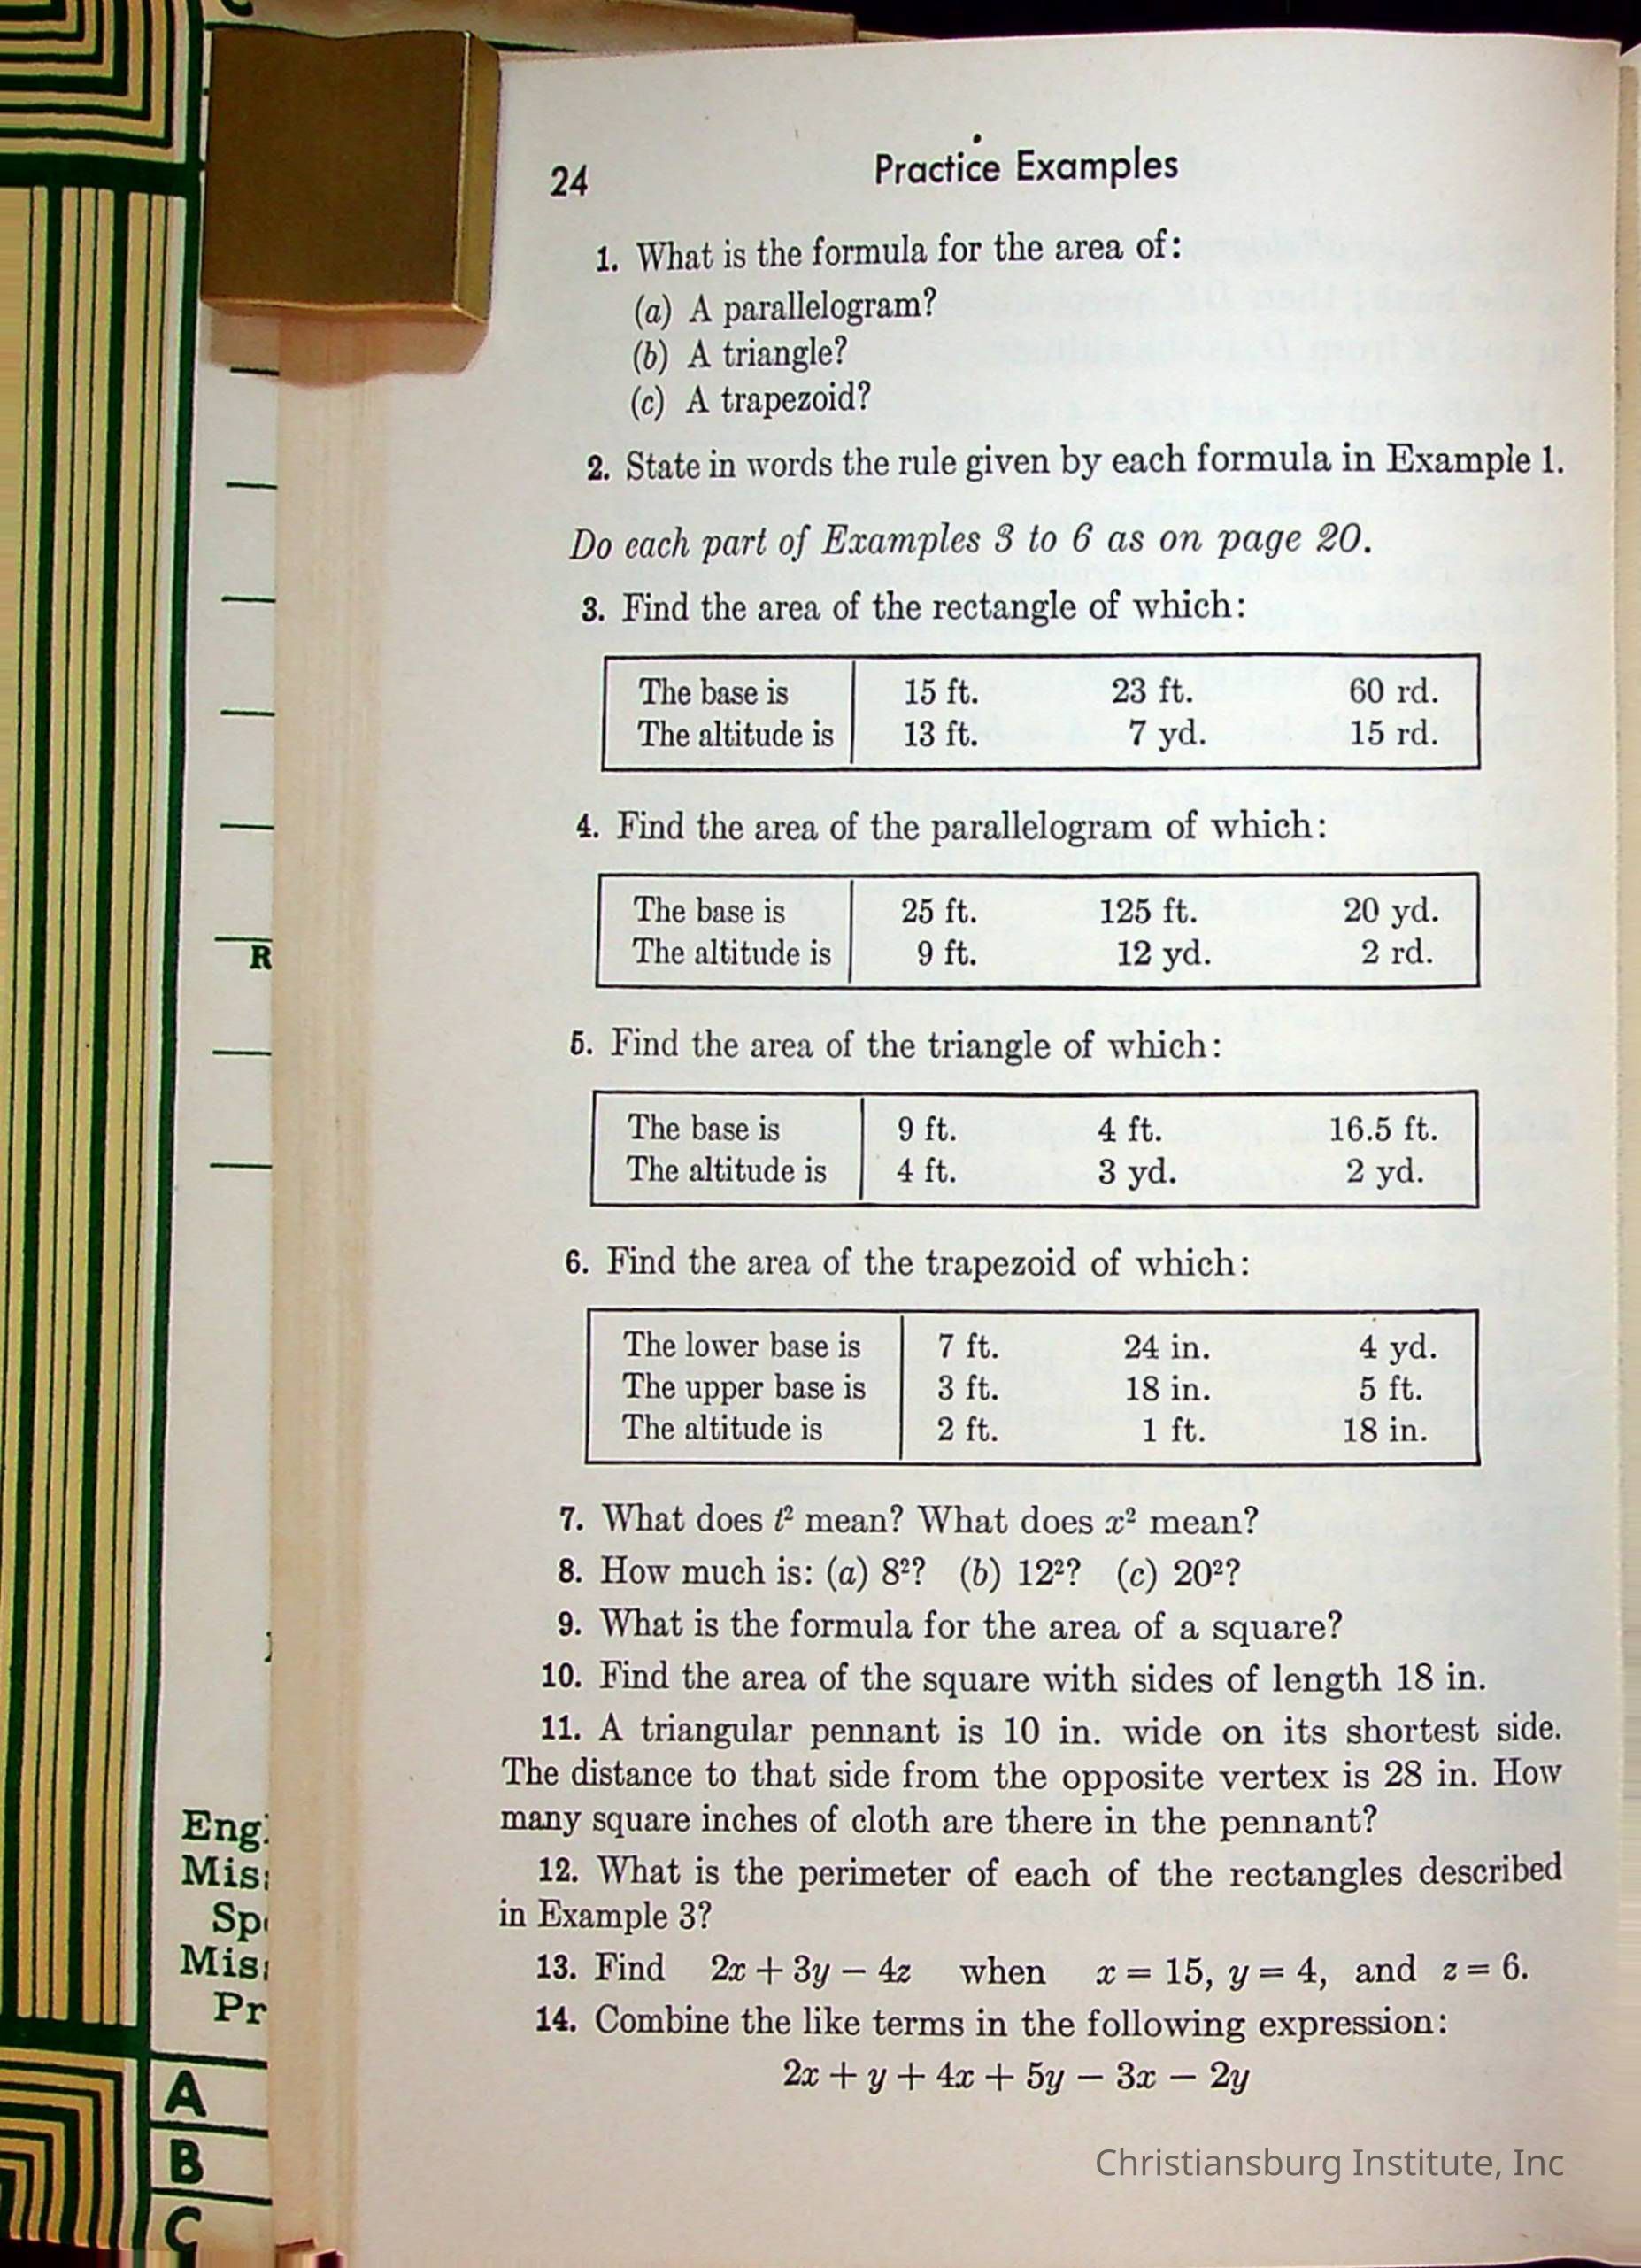 24
Practice Examples
1. What is the formula for the area of:
(a) A parallelogram?
(b) A triangle?
(c) A trapezoid?
2. State in words the rule given by each formula in Example 1.
Do each part of Examples 3 to 6 as on page 20.
3. Find the area of the rectangle of which:
The base is 15 ft. 23 ft. 60 rd.
The altitude is 13 ft. 7 yd. 15 rd.
4. Find the area of the parallelogram of which:
The base is 25 ft. 125 ft. 20 yd.
The altitude is 9 ft. 12 yd. 2 rd.
5. Find the area of the triangle of which:
The base is 9 ft. 4 ft. 16.5 ft.
The altitude is 4 ft. 3 yd. 2 yd.
6. Find the area of the trapezoid of which:
The lower base is 7 ft. 24 in. 4 yd.
The upper base is 3 ft. 18 in. 5 ft.
The altitude is 2 ft. 1 ft. 18 in.
7. What does t² mean? What does x² mean?
8. How much is: (a) 8²? (b) 12²? (c) 20²?
9. What is the formula for the area of a square?
10. Find the area of the square with sides of length 18 in.
11. A triangular pennant is 10 in. wide on its shortest side.
The distance to that side from the opposite vertex is 28 in. How
many square inches of cloth are there in the pennant?
12. What is the perimeter of each of the rectangles described
in Example 3?
13. Find 2x + 3y − 4z when x = 15, y = 4, and z = 6.
14. Combine the like terms in the following expression:
2x + y + 4x + 5y − 3x − 2y
Christiansburg Institute, Inc
R
Eng
Mis
Sp
Mis
Pr
A
B
C